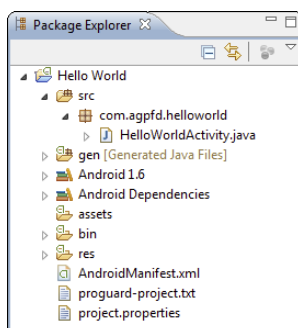 Package Explorer
Hello World
src
com.agpfd.helloworld
HelloWorldActivity.java
gen [Generated Java Files]
Android 1.6
Android Dependencies
assets
bin
res
AndroidManifest.xml
proguard-project.txt
project.properties